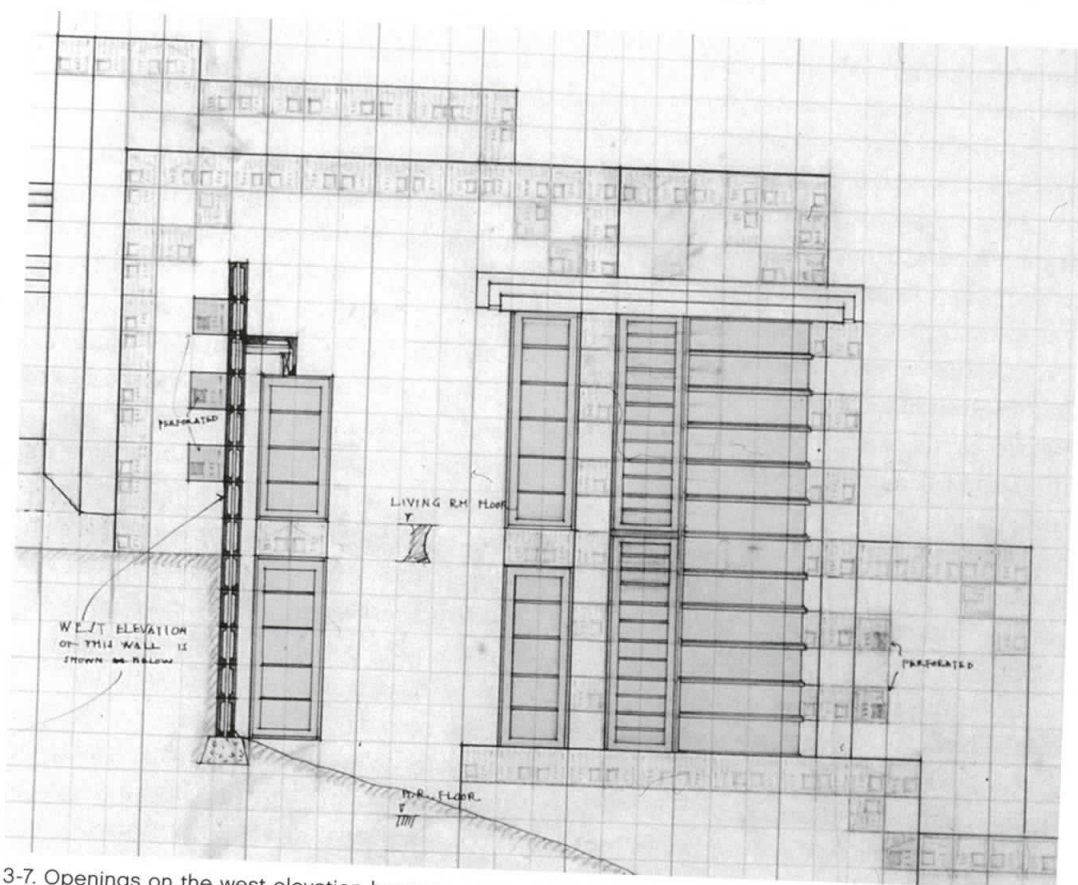 PERFORATED
LIVING RM FLOOR
WEST ELEVATION
OF THIS WALL IS
SHOWN BELOW
PERFORATED
FLOOR
3-7. Openings on the west elevation